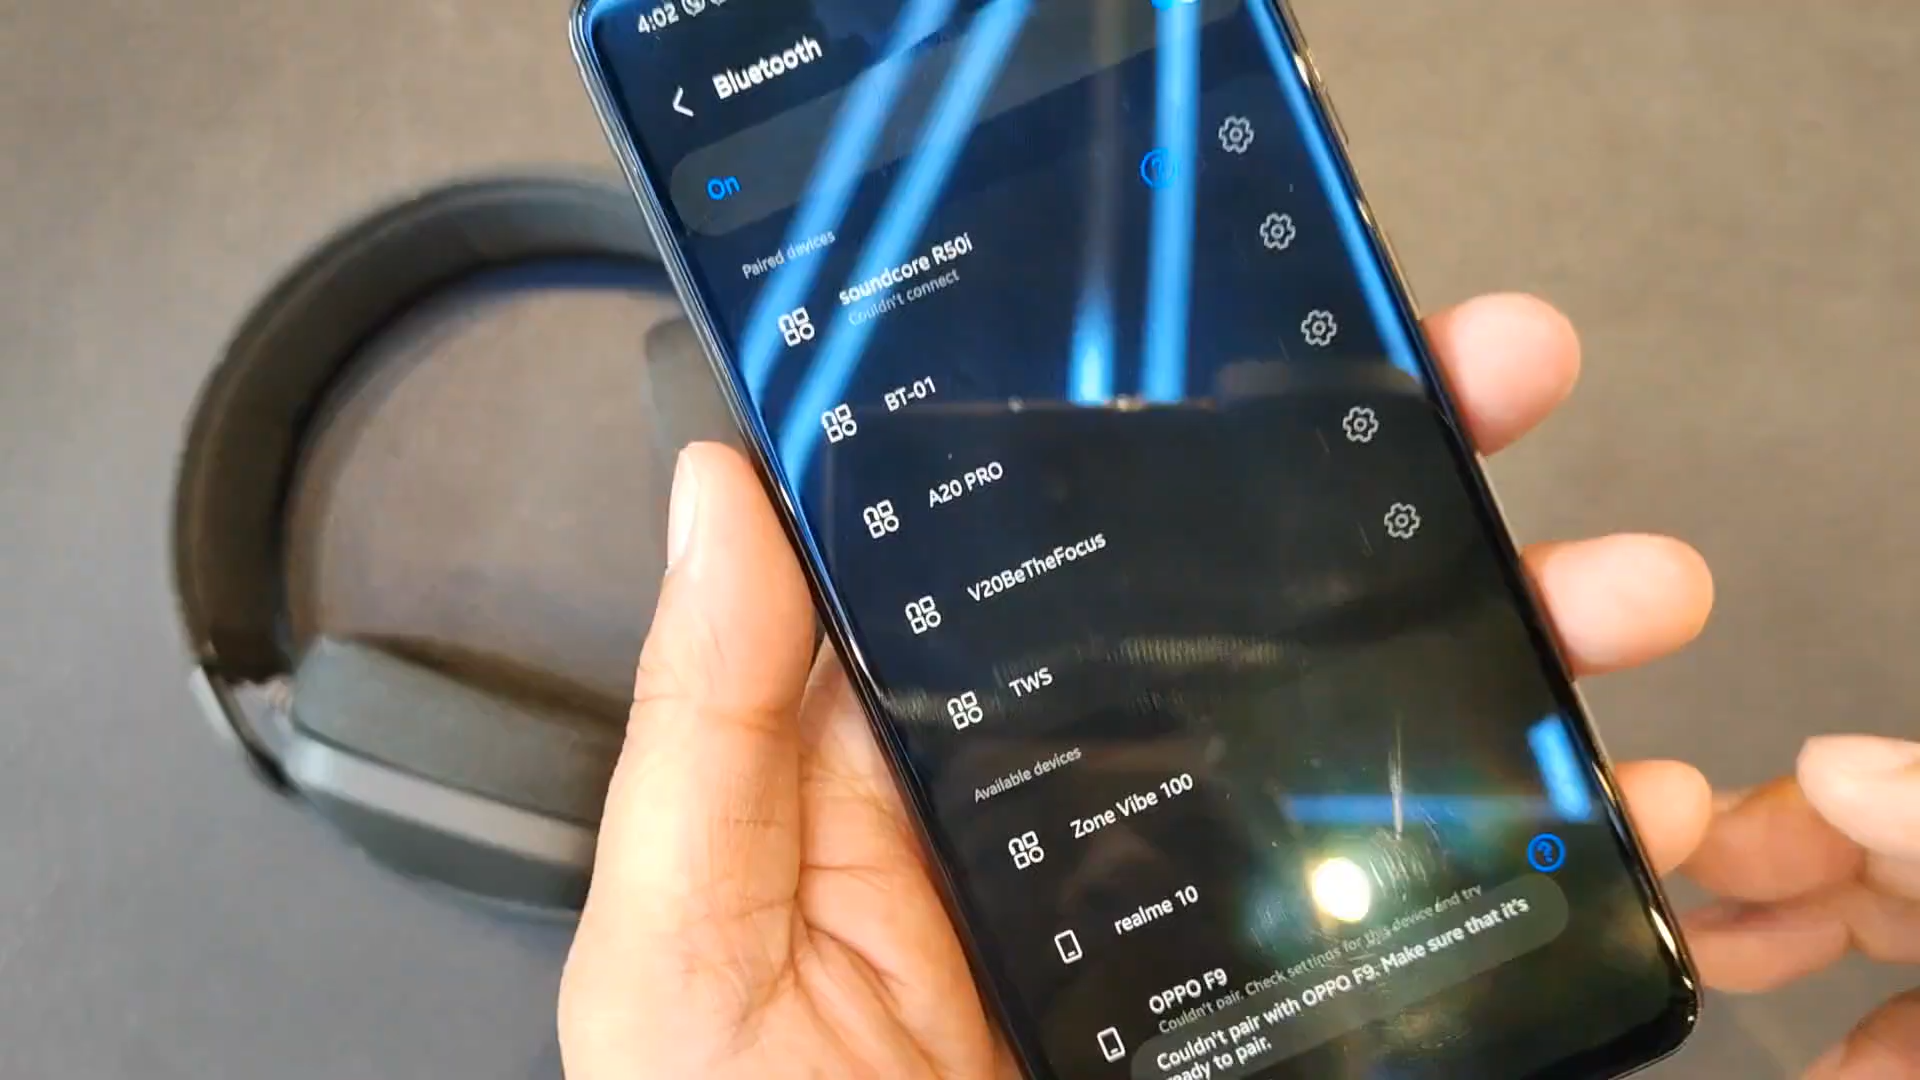 4:02
Bluetooth
On
Paired devices
soundcore R50i
Couldn't connect
BT-01
A20 PRO
V20BeTheFocus
TWS
Available devices
Zone Vibe 100
realme 10
OPPO F9
Couldn't pair. Check settings for this device and try
Couldn't pair with OPPO F9. Make sure that it's
ready to pair.